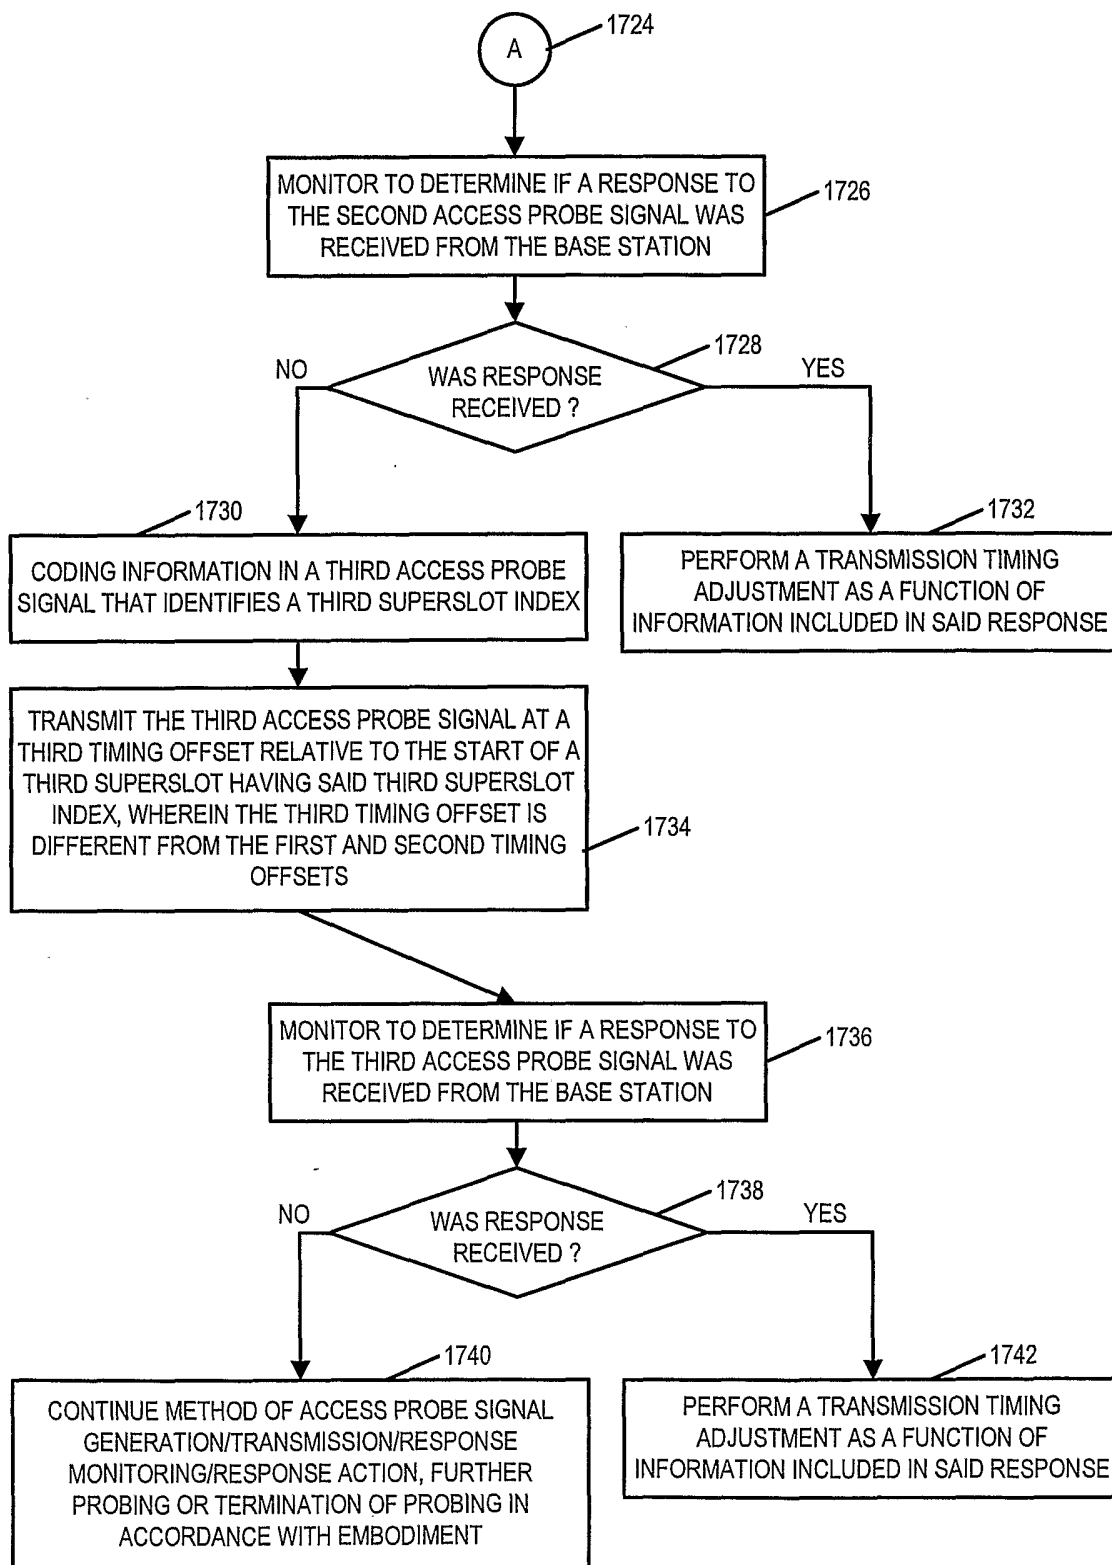 1724
A
MONITOR TO DETERMINE IF A RESPONSE TO
THE SECOND ACCESS PROBE SIGNAL WAS
RECEIVED FROM THE BASE STATION
1726
1728
NO
YES
WAS RESPONSE
RECEIVED ?
1730
1732
CODING INFORMATION IN A THIRD ACCESS PROBE
SIGNAL THAT IDENTIFIES A THIRD SUPERSLOT INDEX
PERFORM A TRANSMISSION TIMING
ADJUSTMENT AS A FUNCTION OF
INFORMATION INCLUDED IN SAID RESPONSE
TRANSMIT THE THIRD ACCESS PROBE SIGNAL AT A
THIRD TIMING OFFSET RELATIVE TO THE START OF A
THIRD SUPERSLOT HAVING SAID THIRD SUPERSLOT
INDEX, WHEREIN THE THIRD TIMING OFFSET IS
DIFFERENT FROM THE FIRST AND SECOND TIMING
OFFSETS
1734
MONITOR TO DETERMINE IF A RESPONSE TO
THE THIRD ACCESS PROBE SIGNAL WAS
RECEIVED FROM THE BASE STATION
1736
1738
NO
YES
WAS RESPONSE
RECEIVED ?
1740
1742
CONTINUE METHOD OF ACCESS PROBE SIGNAL
GENERATION/TRANSMISSION/RESPONSE
MONITORING/RESPONSE ACTION, FURTHER
PROBING OR TERMINATION OF PROBING IN
ACCORDANCE WITH EMBODIMENT
PERFORM A TRANSMISSION TIMING
ADJUSTMENT AS A FUNCTION OF
INFORMATION INCLUDED IN SAID RESPONSE